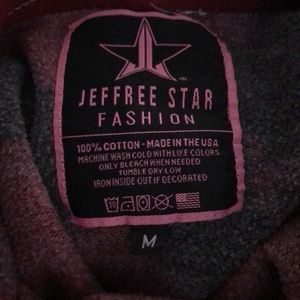 JEFFREE STAR
FASHION
100% COTTON - MADE IN THE USA
MACHINE WASH COLD WITH LIKE COLORS
ONLY BLEACH WHEN NEEDED
TUMBLE DRY LOW
IRON INSIDE OUT IF DECORATED
M